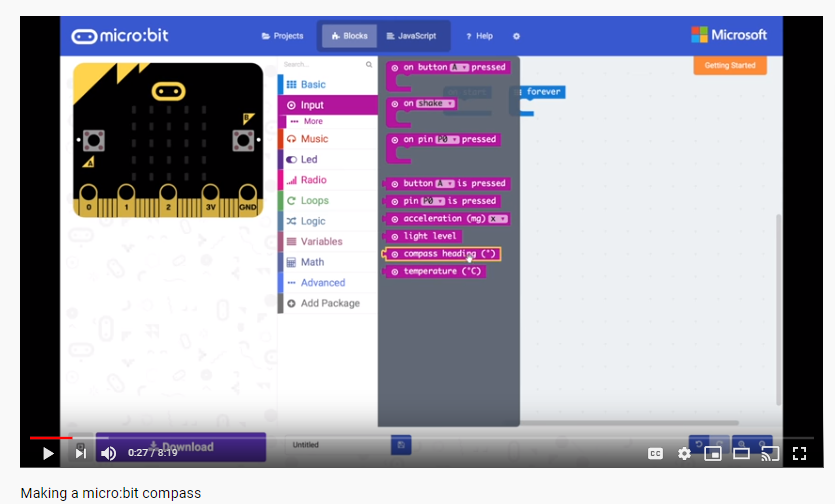 micro:bit
Projects
Blocks
JavaScript
? Help
Microsoft
Getting Started
Search...
Basic
Input
More
Music
Led
Radio
Loops
Logic
Variables
Math
Advanced
Add Package
on button A pressed
on shake
on pin P0 pressed
button A is pressed
pin P0 is pressed
acceleration (mg) x
light level
compass heading (°)
temperature (°C)
forever
A
B
0 1 2 3V GND
Download
Untitled
0:27 / 8:19
CC
Making a micro:bit compass